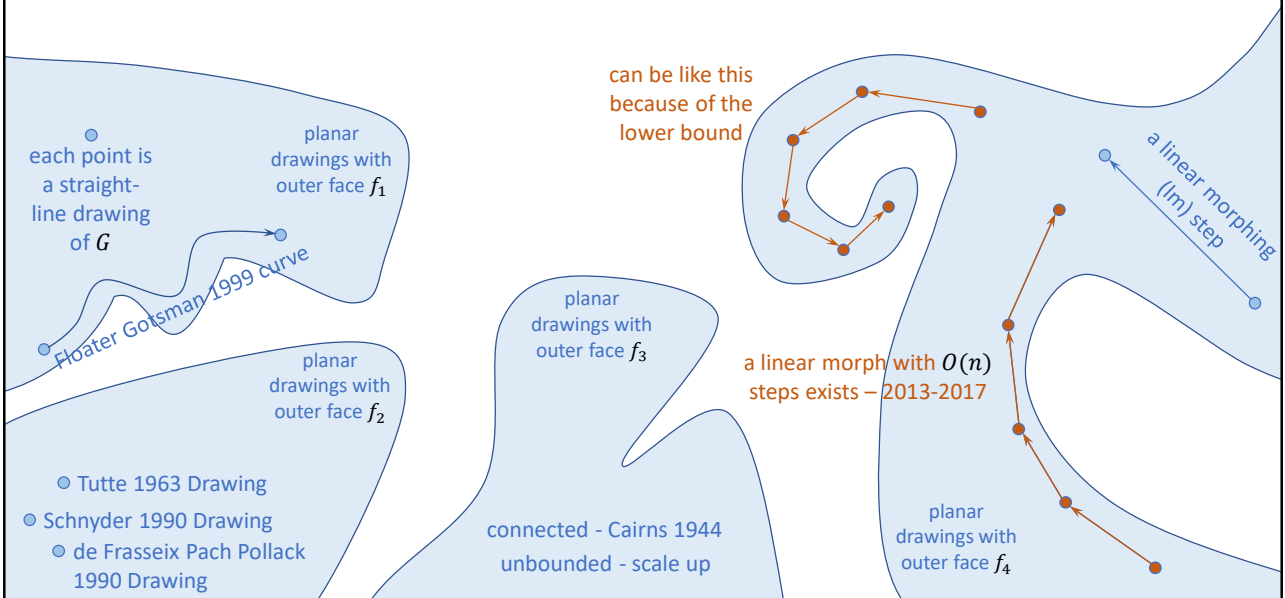 each point is
a straight-
line drawing
of G
planar
drawings with
outer face f₁
Floater Gotsman 1999 curve
planar
drawings with
outer face f₂
Tutte 1963 Drawing
Schnyder 1990 Drawing
de Frasseix Pach Pollack
1990 Drawing
planar
drawings with
outer face f₃
connected - Cairns 1944
unbounded - scale up
can be like this
because of the
lower bound
a linear morph with O(n)
steps exists – 2013-2017
a linear morphing
(lm) step
planar
drawings with
outer face f₄